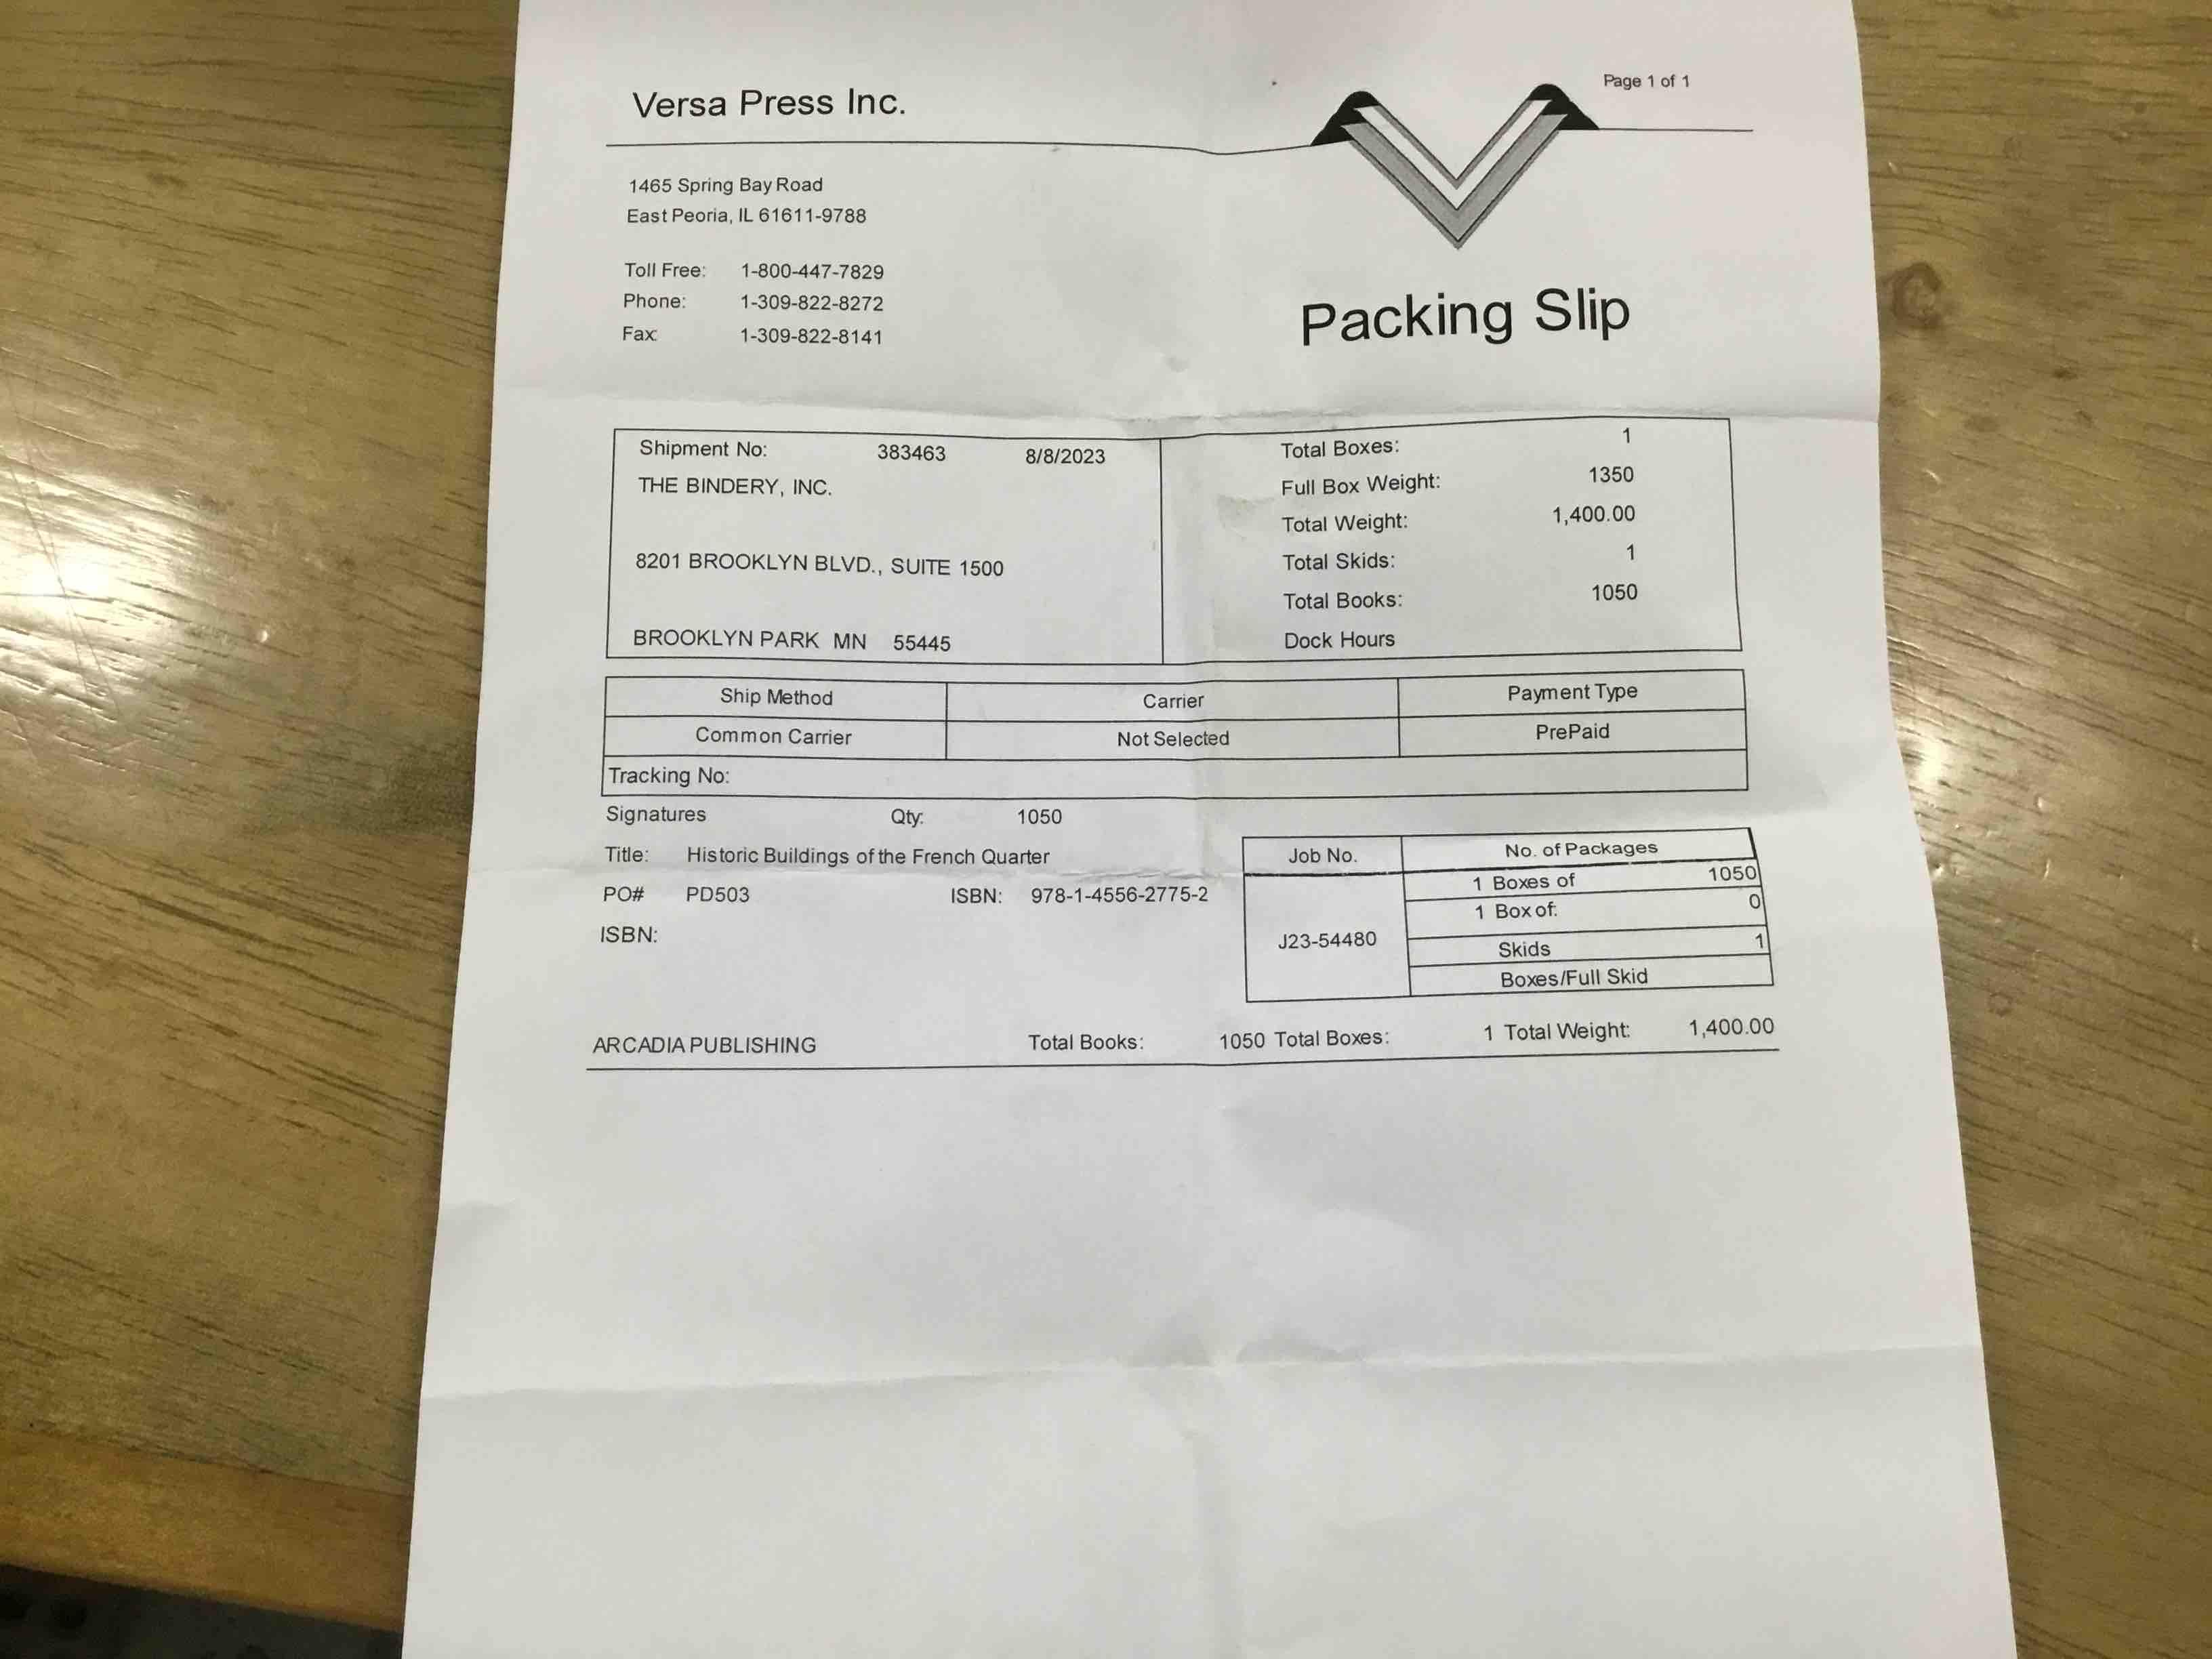 Page 1 of 1
Versa Press Inc.
1465 Spring Bay Road
East Peoria, IL 61611-9788
Toll Free: 1-800-447-7829
Phone: 1-309-822-8272
Fax: 1-309-822-8141
Packing Slip
Shipment No: 383463 8/8/2023
THE BINDERY, INC.
8201 BROOKLYN BLVD., SUITE 1500
BROOKLYN PARK MN 55445
Total Boxes: 1
Full Box Weight: 1350
Total Weight: 1,400.00
Total Skids: 1
Total Books: 1050
Dock Hours
Ship Method Carrier Payment Type
Common Carrier Not Selected PrePaid
Tracking No:
Signatures Qty: 1050
Title: Historic Buildings of the French Quarter
PO# PD503 ISBN: 978-1-4556-2775-2
ISBN:
Job No. No. of Packages
1 Boxes of 1050
1 Box of: 0
J23-54480
Skids 1
Boxes/Full Skid
ARCADIA PUBLISHING Total Books: 1050 Total Boxes: 1 Total Weight: 1,400.00